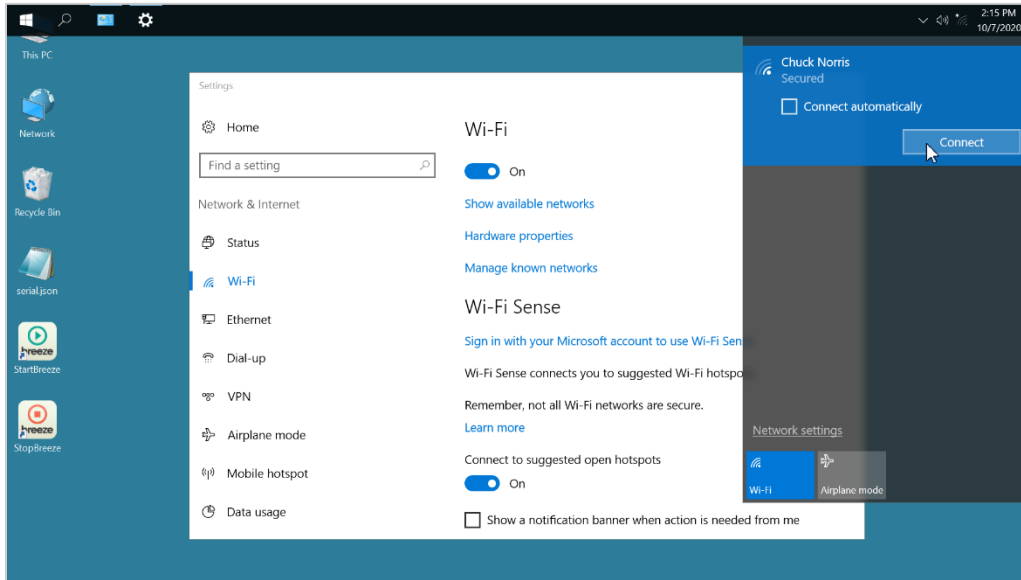 2:15 PM
10/7/2020
This PC
Network
Recycle Bin
serial.json
breeze
StartBreeze
breeze
StopBreeze
Settings
Home
Find a setting
Network & Internet
Status
Wi-Fi
Ethernet
Dial-up
VPN
Airplane mode
Mobile hotspot
Data usage
Wi-Fi
On
Show available networks
Hardware properties
Manage known networks
Wi-Fi Sense
Sign in with your Microsoft account to use Wi-Fi Sen
Wi-Fi Sense connects you to suggested Wi-Fi hotspo
Remember, not all Wi-Fi networks are secure.
Learn more
Connect to suggested open hotspots
On
Show a notification banner when action is needed from me
Chuck Norris
Secured
Connect automatically
Connect
Network settings
Wi-Fi
Airplane mode